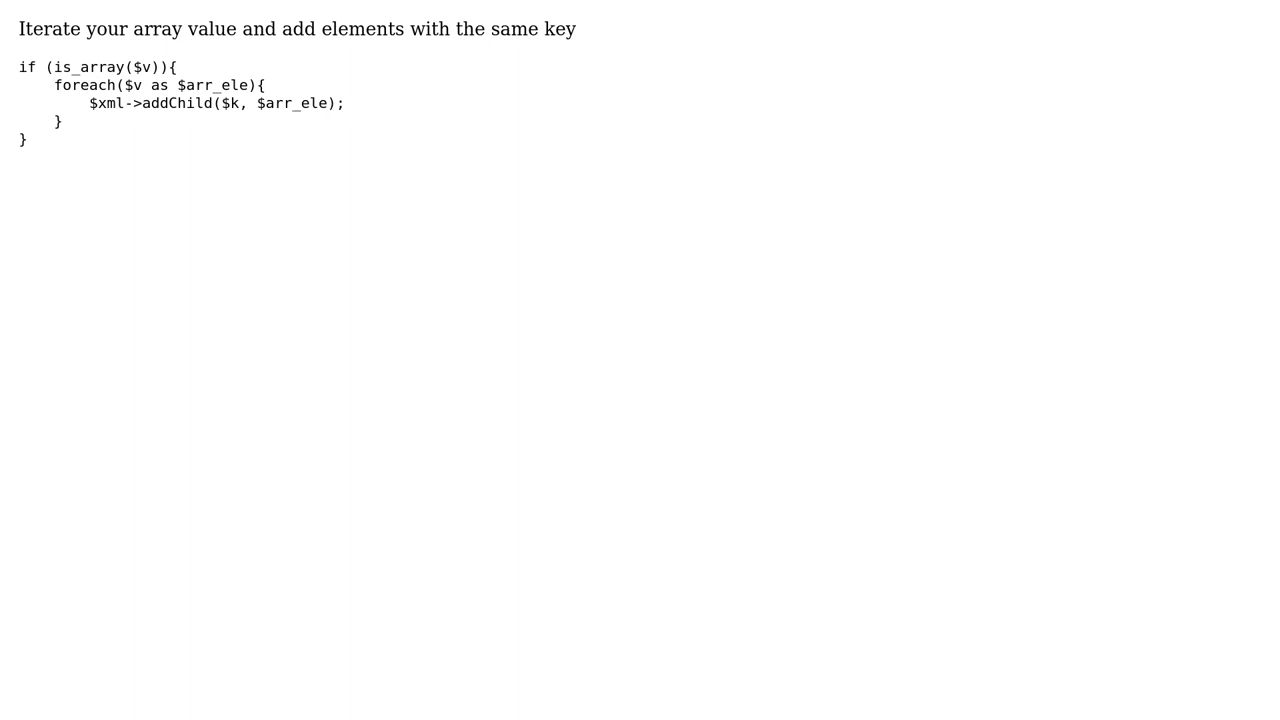 Iterate your array value and add elements with the same key
if (is_array($v)){
    foreach($v as $arr_ele){
        $xml->addChild($k, $arr_ele);
    }
}